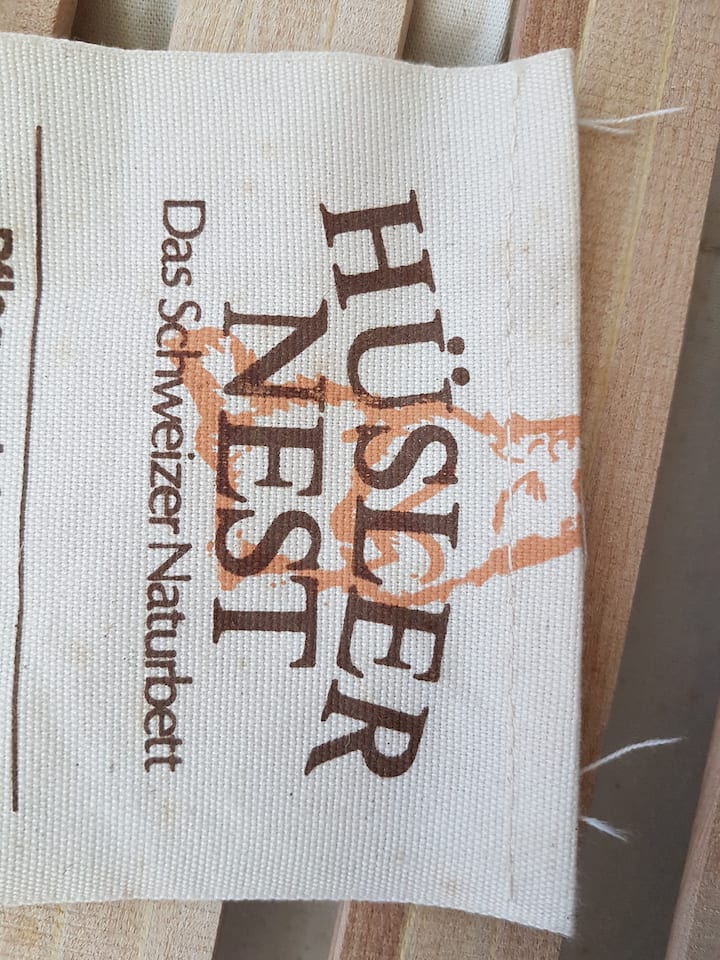 HÜSLER
NEST
Das Schweizer Naturbett